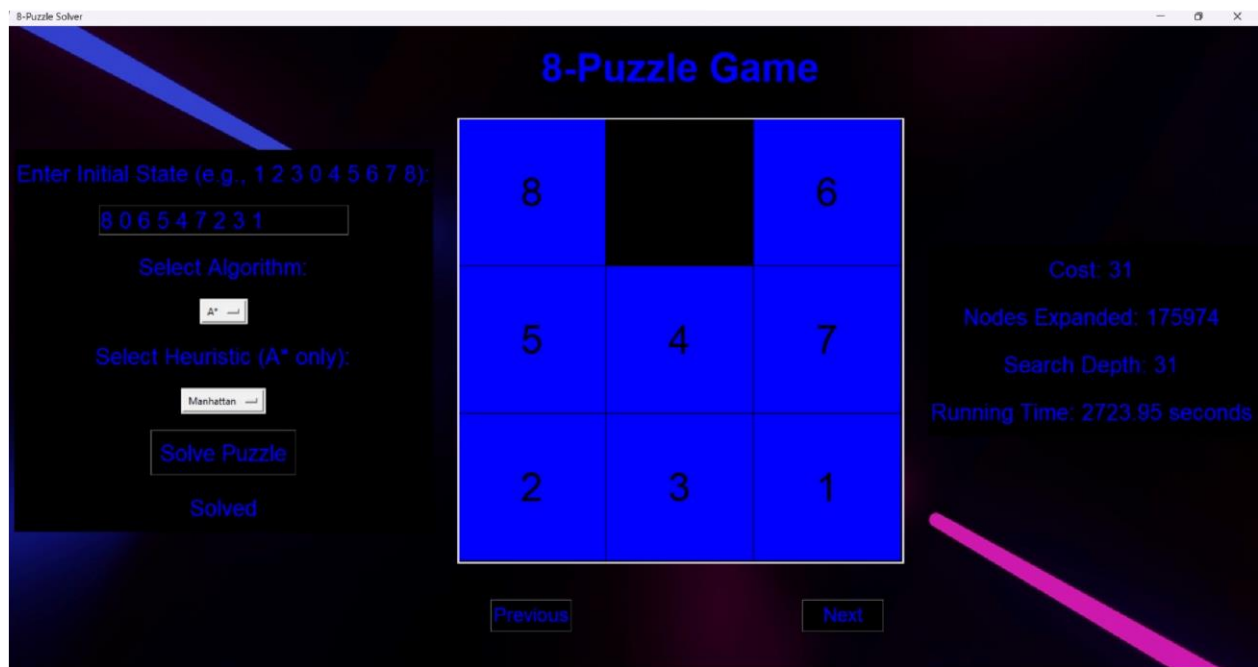 8-Puzzle Solver
8-Puzzle Game
Enter Initial State (e.g., 1 2 3 0 4 5 6 7 8):
8 0 6 5 4 7 2 3 1
Select Algorithm:
A*
Select Heuristic (A* only):
Manhattan
Solve Puzzle
Solved
8 6
5 4 7
2 3 1
Previous Next
Cost: 31
Nodes Expanded: 175974
Search Depth: 31
Running Time: 2723.95 seconds